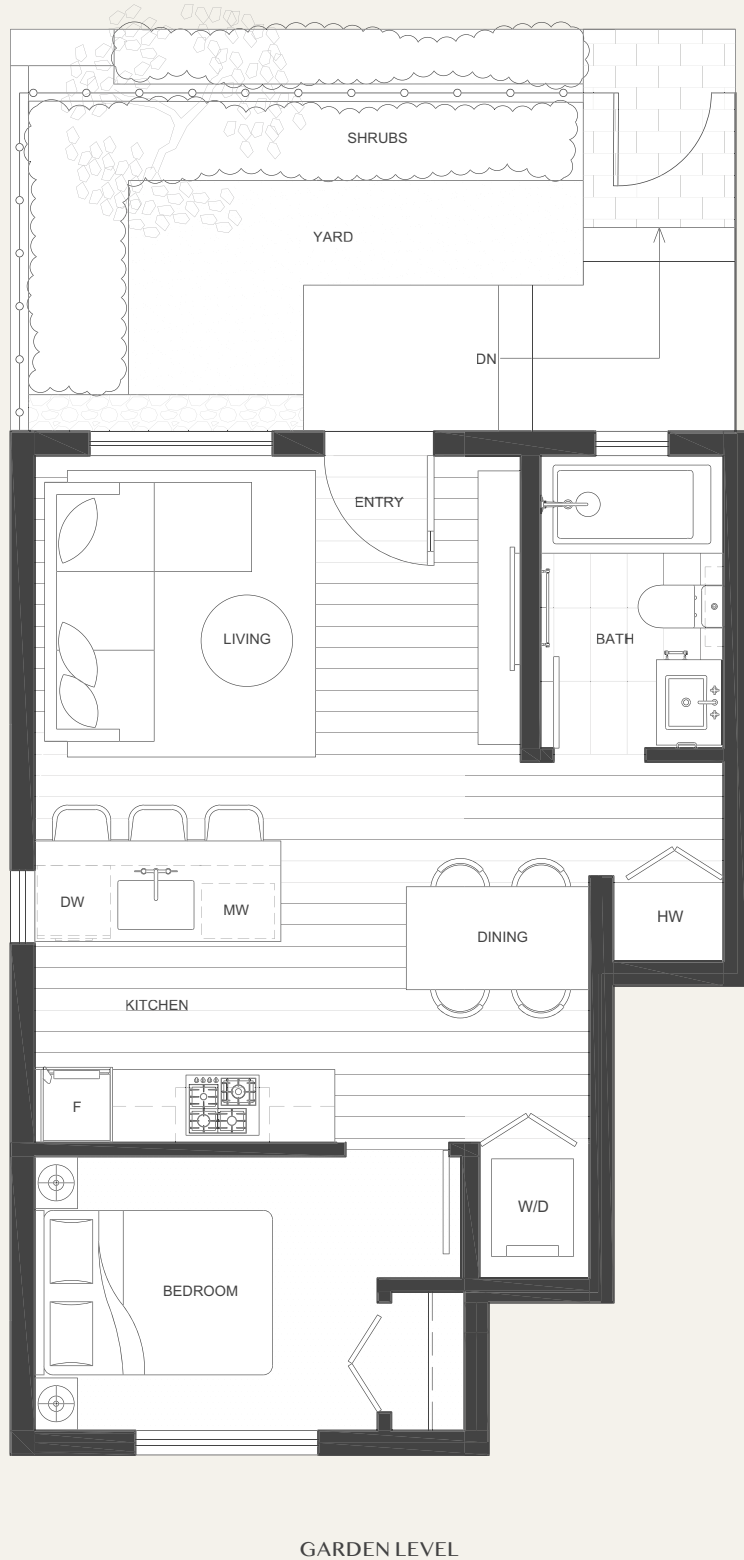 SHRUBS
YARD
DN
ENTRY
LIVING
BATH
DW
MW
DINING
HW
KITCHEN
F
W/D
BEDROOM
GARDEN LEVEL